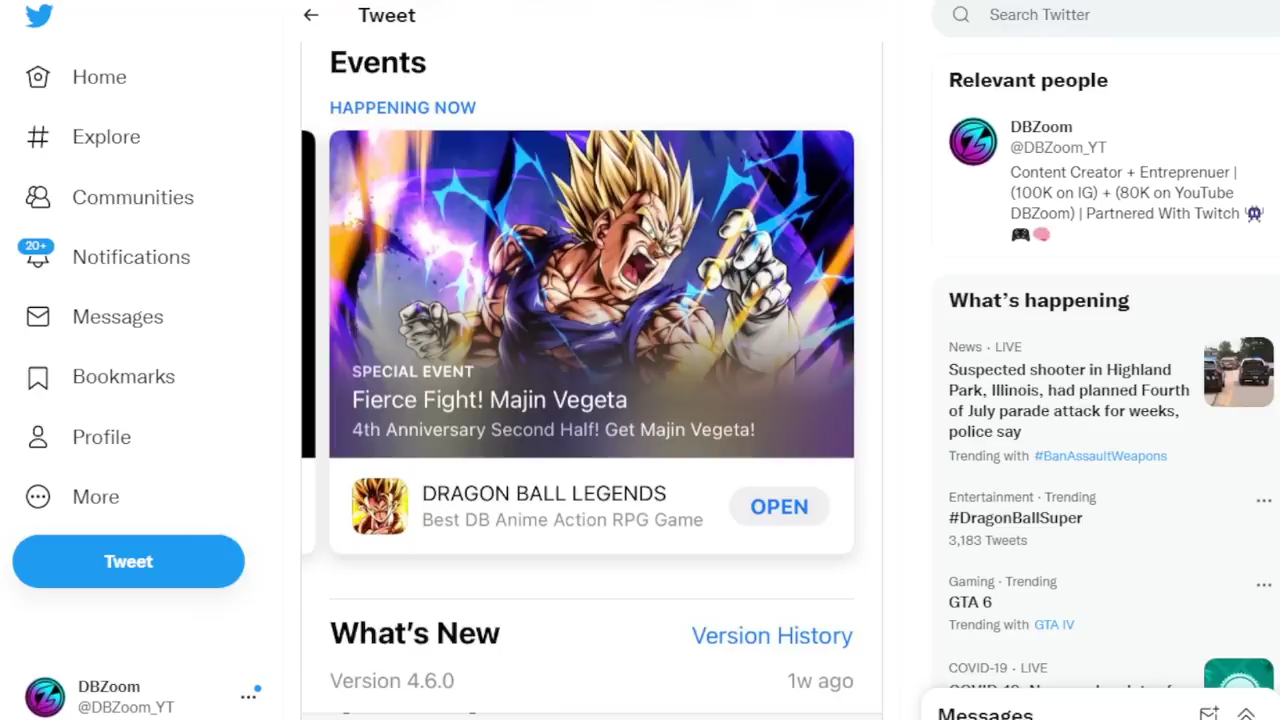 Home
Explore
Communities
20+
Notifications
Messages
Bookmarks
Profile
More
Tweet
DBZoom
@DBZoom_YT
Tweet
Events
HAPPENING NOW
SPECIAL EVENT
Fierce Fight! Majin Vegeta
4th Anniversary Second Half! Get Majin Vegeta!
DRAGON BALL LEGENDS
Best DB Anime Action RPG Game
OPEN
What's New
Version History
Version 4.6.0
1w ago
Search Twitter
Relevant people
DBZoom
@DBZoom_YT
Content Creator + Entreprenuer |
(100K on IG) + (80K on YouTube
DBZoom) | Partnered With Twitch
What's happening
News · LIVE
Suspected shooter in Highland
Park, Illinois, had planned Fourth
of July parade attack for weeks,
police say
Trending with #BanAssaultWeapons
Entertainment · Trending
#DragonBallSuper
3,183 Tweets
Gaming · Trending
GTA 6
Trending with GTA IV
COVID-19 · LIVE
Messages